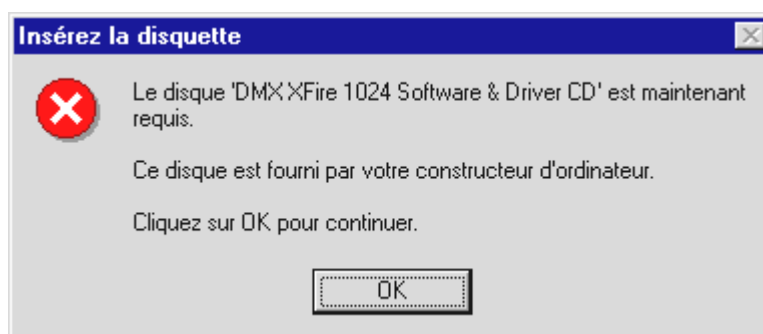 Insérez la disquette
Le disque 'DMX XFire 1024 Software & Driver CD' est maintenant
requis.
Ce disque est fourni par votre constructeur d'ordinateur.
Cliquez sur OK pour continuer.
OK